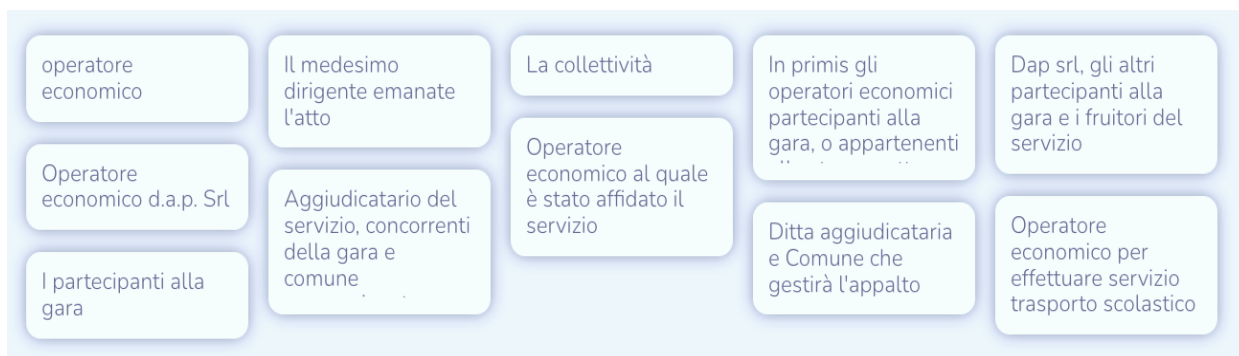 operatore
economico
Operatore
economico d.a.p. Srl
I partecipanti alla
gara
Il medesimo
dirigente emanate
l'atto
Aggiudicatario del
servizio, concorrenti
della gara e
comune
La collettività
Operatore
economico al quale
è stato affidato il
servizio
In primis gli
operatori economici
partecipanti alla
gara, o appartenenti
Ditta aggiudicataria
e Comune che
gestirà l'appalto
Dap srl, gli altri
partecipanti alla
gara e i fruitori del
servizio
Operatore
economico per
effettuare servizio
trasporto scolastico